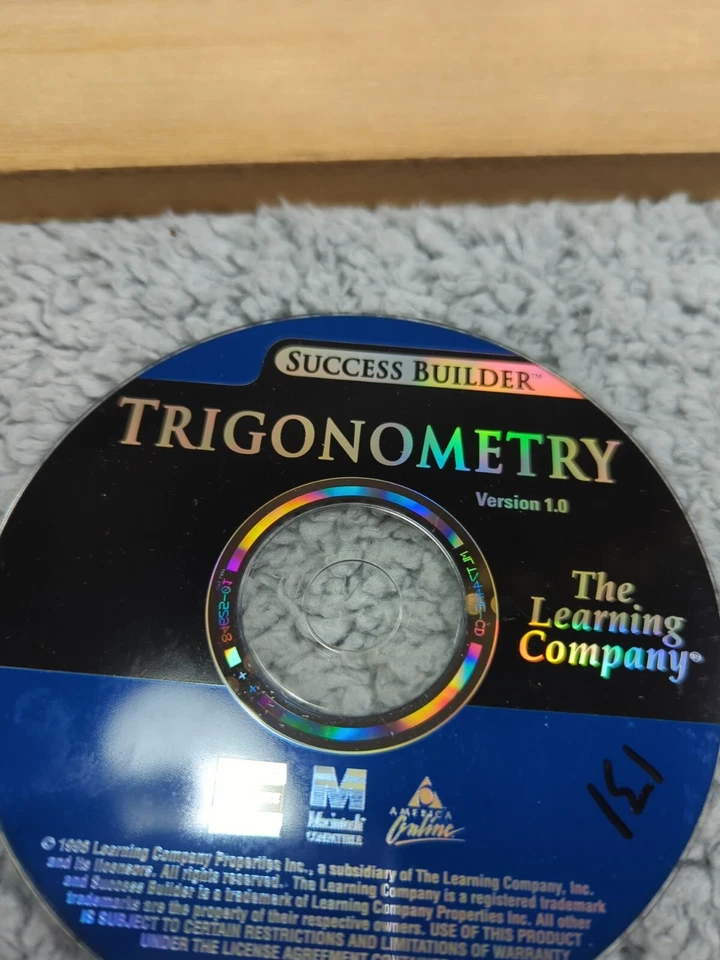 SUCCESS BUILDER™
TRIGONOMETRY
Version 1.0
The
Learning
Company®
E
M
Macintosh
COMPATIBLE
AMERICA
Online
© 1998 Learning Company Properties Inc., a subsidiary of The Learning Company, Inc.
and its licensors. All rights reserved. The Learning Company is a registered trademark
and Success Builder is a trademark of Learning Company Properties Inc. All other
trademarks are the property of their respective owners. USE OF THIS PRODUCT
IS SUBJECT TO CERTAIN RESTRICTIONS AND LIMITATIONS OF WARRANTY
UNDER THE LICENSE AGREEMENT